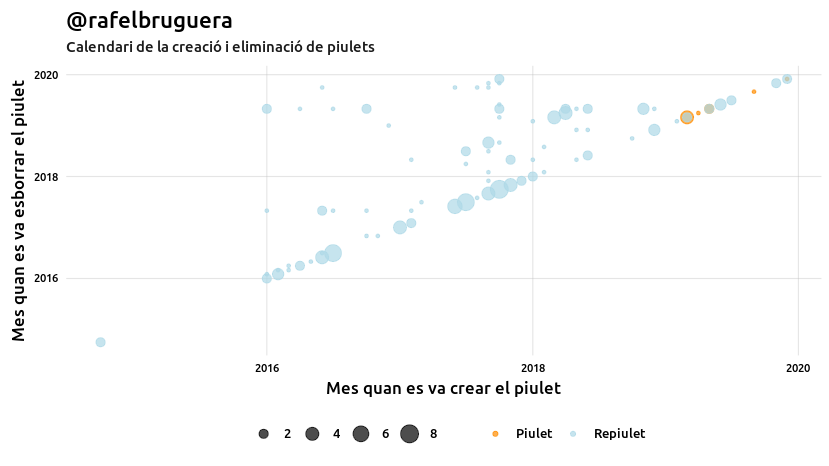 @rafelbruguera
Calendari de la creació i eliminació de piulets
Mes quan es va esborrar el piulet
2020
2018
2016
2016 2018 2020
Mes quan es va crear el piulet
2 4 6 8 Piulet Repiulet